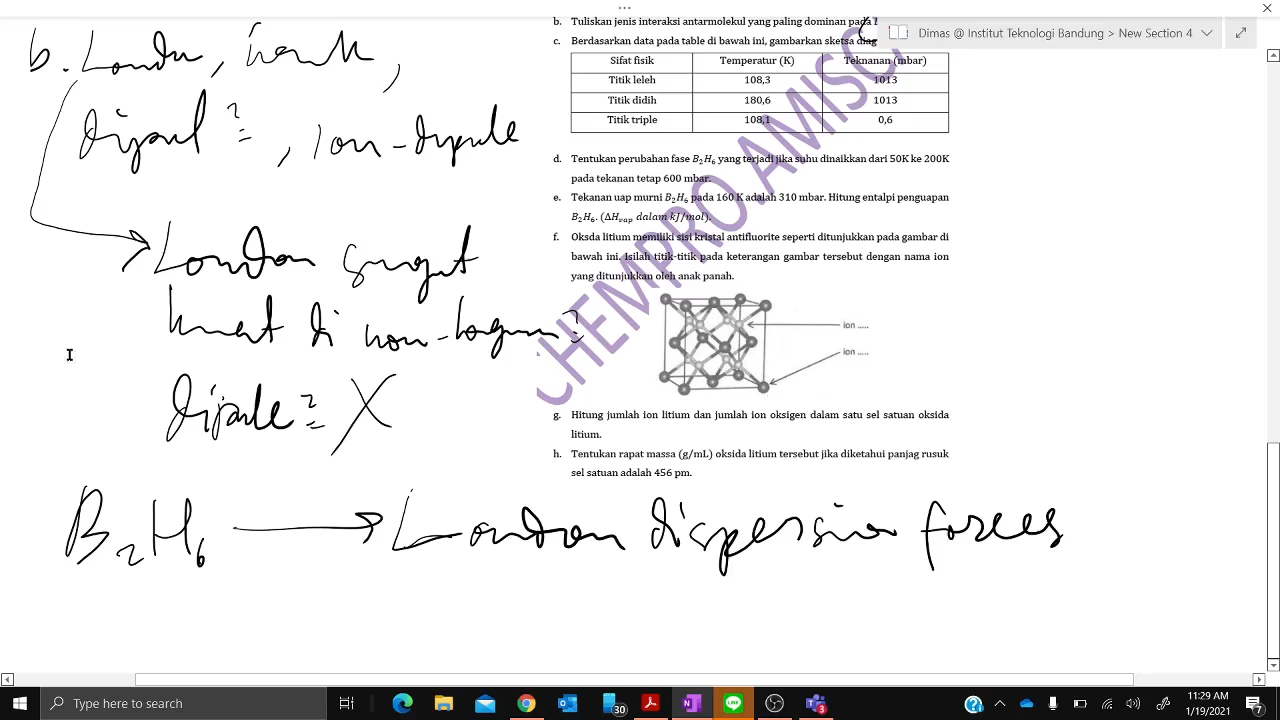 b. Tuliskan jenis interaksi antarmolekul yang paling dominan pada
Dimas @ Institut Teknologi Bandung > New Section 4
c. Berdasarkan data pada table di bawah ini, gambarkan sketsa diag
Sifat fisik Temperatur (K) Teknanan (mbar)
Titik leleh 108,3 1013
Titik didih 180,6 1013
Titik triple 108,1 0,6
d. Tentukan perubahan fase B₂H₆ yang terjadi jika suhu dinaikkan dari 50K ke 200K
pada tekanan tetap 600 mbar.
e. Tekanan uap murni B₂H₆ pada 160 K adalah 310 mbar. Hitung entalpi penguapan
B₂H₆. (ΔHvap dalam kJ/mol).
f. Oksda litium memiliki sisi kristal antifluorite seperti ditunjukkan pada gambar di
bawah ini. Isilah titik-titik pada keterangan gambar tersebut dengan nama ion
yang ditunjukkan oleh anak panah.
ion .....
ion .....
g. Hitung jumlah ion litium dan jumlah ion oksigen dalam satu sel satuan oksida
litium.
h. Tentukan rapat massa (g/mL) oksida litium tersebut jika diketahui panjag rusuk
sel satuan adalah 456 pm.
CHEMPRO AMISC
b. London, ionik,
dipol?, ion-dipole
London sangat
kuat di non-logam?
dipole? X
B₂H₆ → London dispersion forces
Type here to search
30
11:29 AM
1/19/2021
7